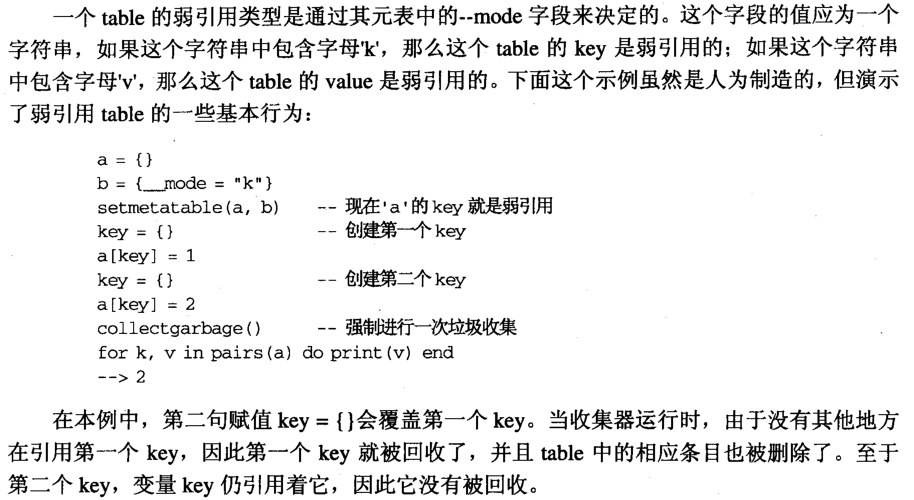 一个 table 的弱引用类型是通过其元表中的--mode 字段来决定的。这个字段的值应为一个
字符串，如果这个字符串中包含字母'k'，那么这个 table 的 key 是弱引用的；如果这个字符串
中包含字母'v'，那么这个 table 的 value 是弱引用的。下面这个示例虽然是人为制造的，但演示
了弱引用 table 的一些基本行为：
a = {}
b = {__mode = "k"}
setmetatable(a, b) -- 现在'a'的 key 就是弱引用
key = {} -- 创建第一个 key
a[key] = 1
key = {} -- 创建第二个 key
a[key] = 2
collectgarbage() -- 强制进行一次垃圾收集
for k, v in pairs(a) do print(v) end
--> 2
在本例中，第二句赋值 key = {}会覆盖第一个 key。当收集器运行时，由于没有其他地方
在引用第一个 key，因此第一个 key 就被回收了，并且 table 中的相应条目也被删除了。至于
第二个 key，变量 key 仍引用着它，因此它没有被回收。